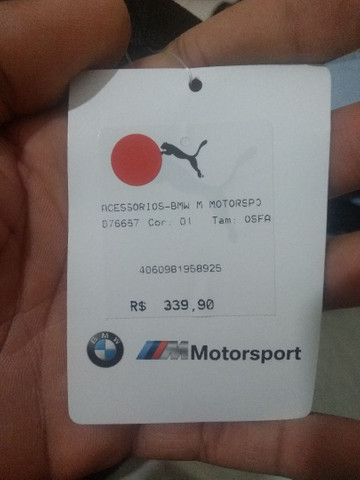 ACESSORIOS-BMW M MOTORSPO
076657 Cor: 01 Tam: OSFA
4060981958925
R$ 339,90
BMW
M Motorsport